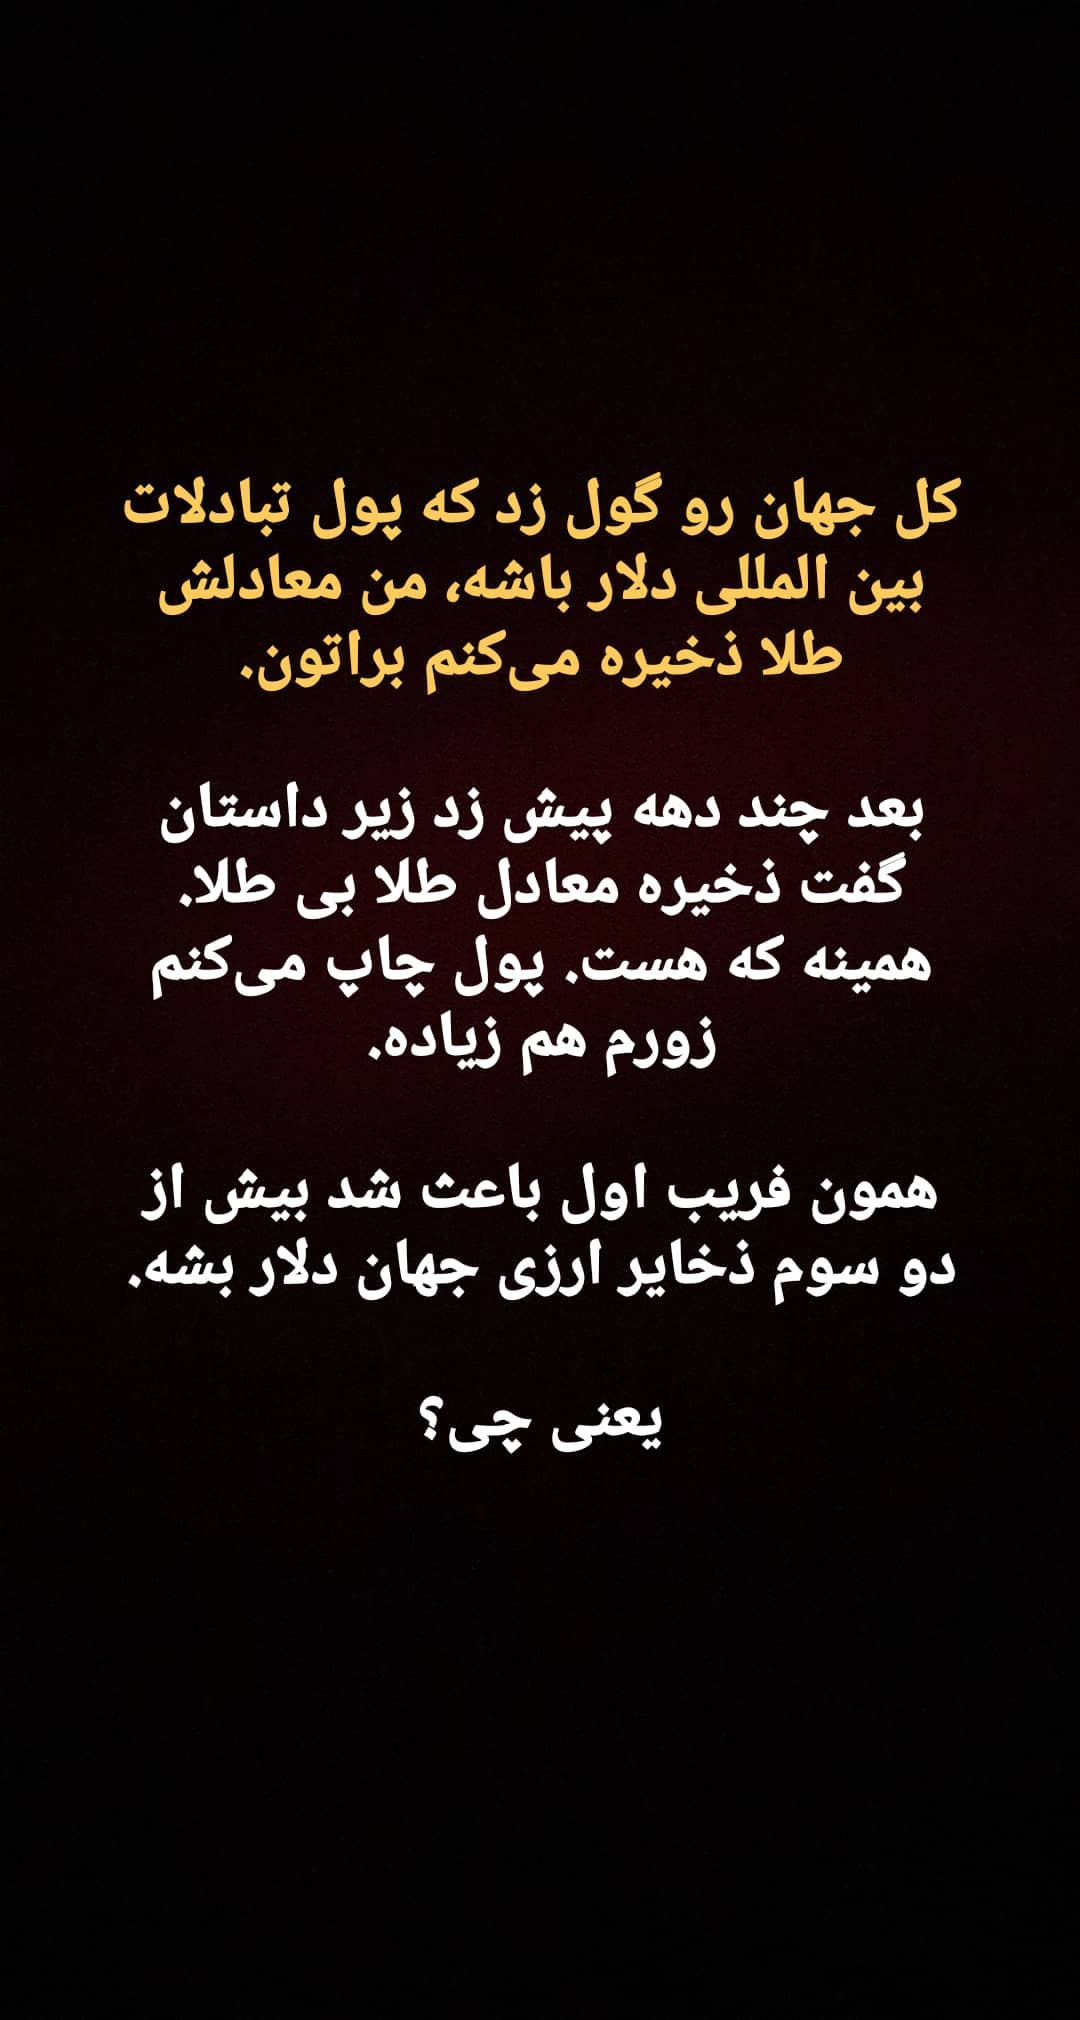 کل جهان رو گول زد که پول تبادلات
بین المللی دلار باشه، من معادلش
طلا ذخیره می‌کنم براتون.
بعد چند دهه پیش زد زیر داستان
گفت ذخیره معادل طلا بی طلا.
همینه که هست. پول چاپ می‌کنم
زورم هم زیاده.
همون فریب اول باعث شد بیش از
دو سوم ذخایر ارزی جهان دلار بشه.
یعنی چی؟